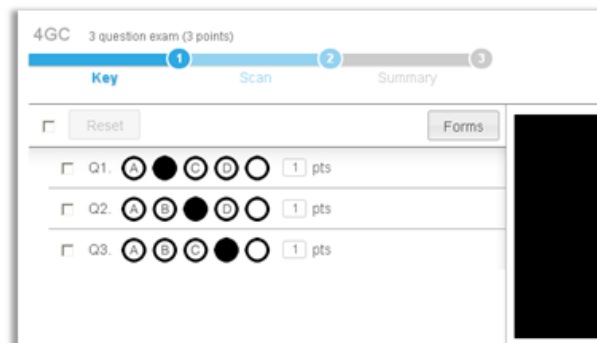 4GC 3 question exam (3 points)
1 2 3
Key Scan Summary
Reset Forms
Q1. A C D 1 pts
Q2. A B D 1 pts
Q3. A B C 1 pts